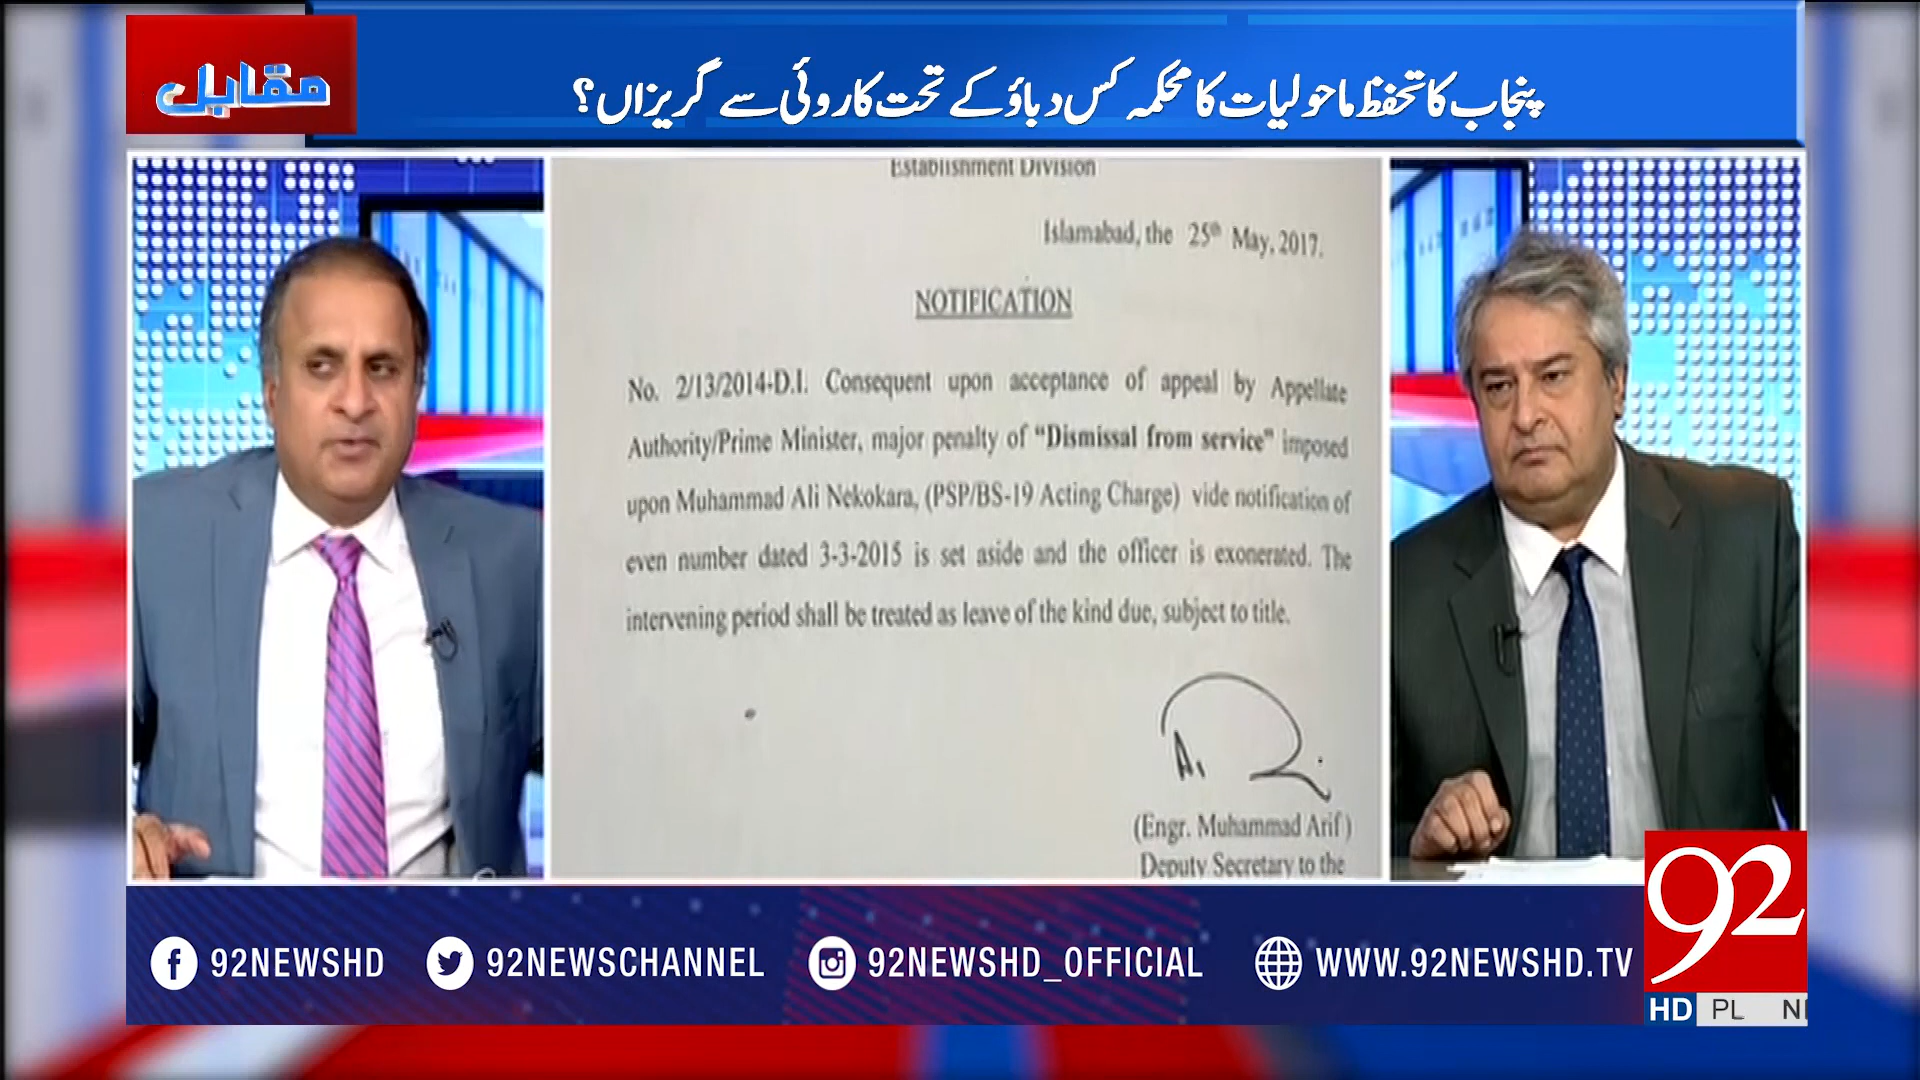 مقابل
پنجاب کا تحفظ ماحولیات کا محکمہ کس دباؤ کے تحت کاروئی سے گریزاں؟
Establishment Division
Islamabad, the 25th May, 2017.
NOTIFICATION
No. 2/13/2014-D.I. Consequent upon acceptance of appeal by Appellate
Authority/Prime Minister, major penalty of "Dismissal from service" imposed
upon Muhammad Ali Nekokara, (PSP/BS-19 Acting Charge) vide notification of
even number dated 3-3-2015 is set aside and the officer is exonerated. The
intervening period shall be treated as leave of the kind due, subject to title.
(Engr. Muhammad Arif)
Deputy Secretary to the
92NEWSHD 92NEWSCHANNEL 92NEWSHD_OFFICIAL WWW.92NEWSHD.TV
92
HD PL